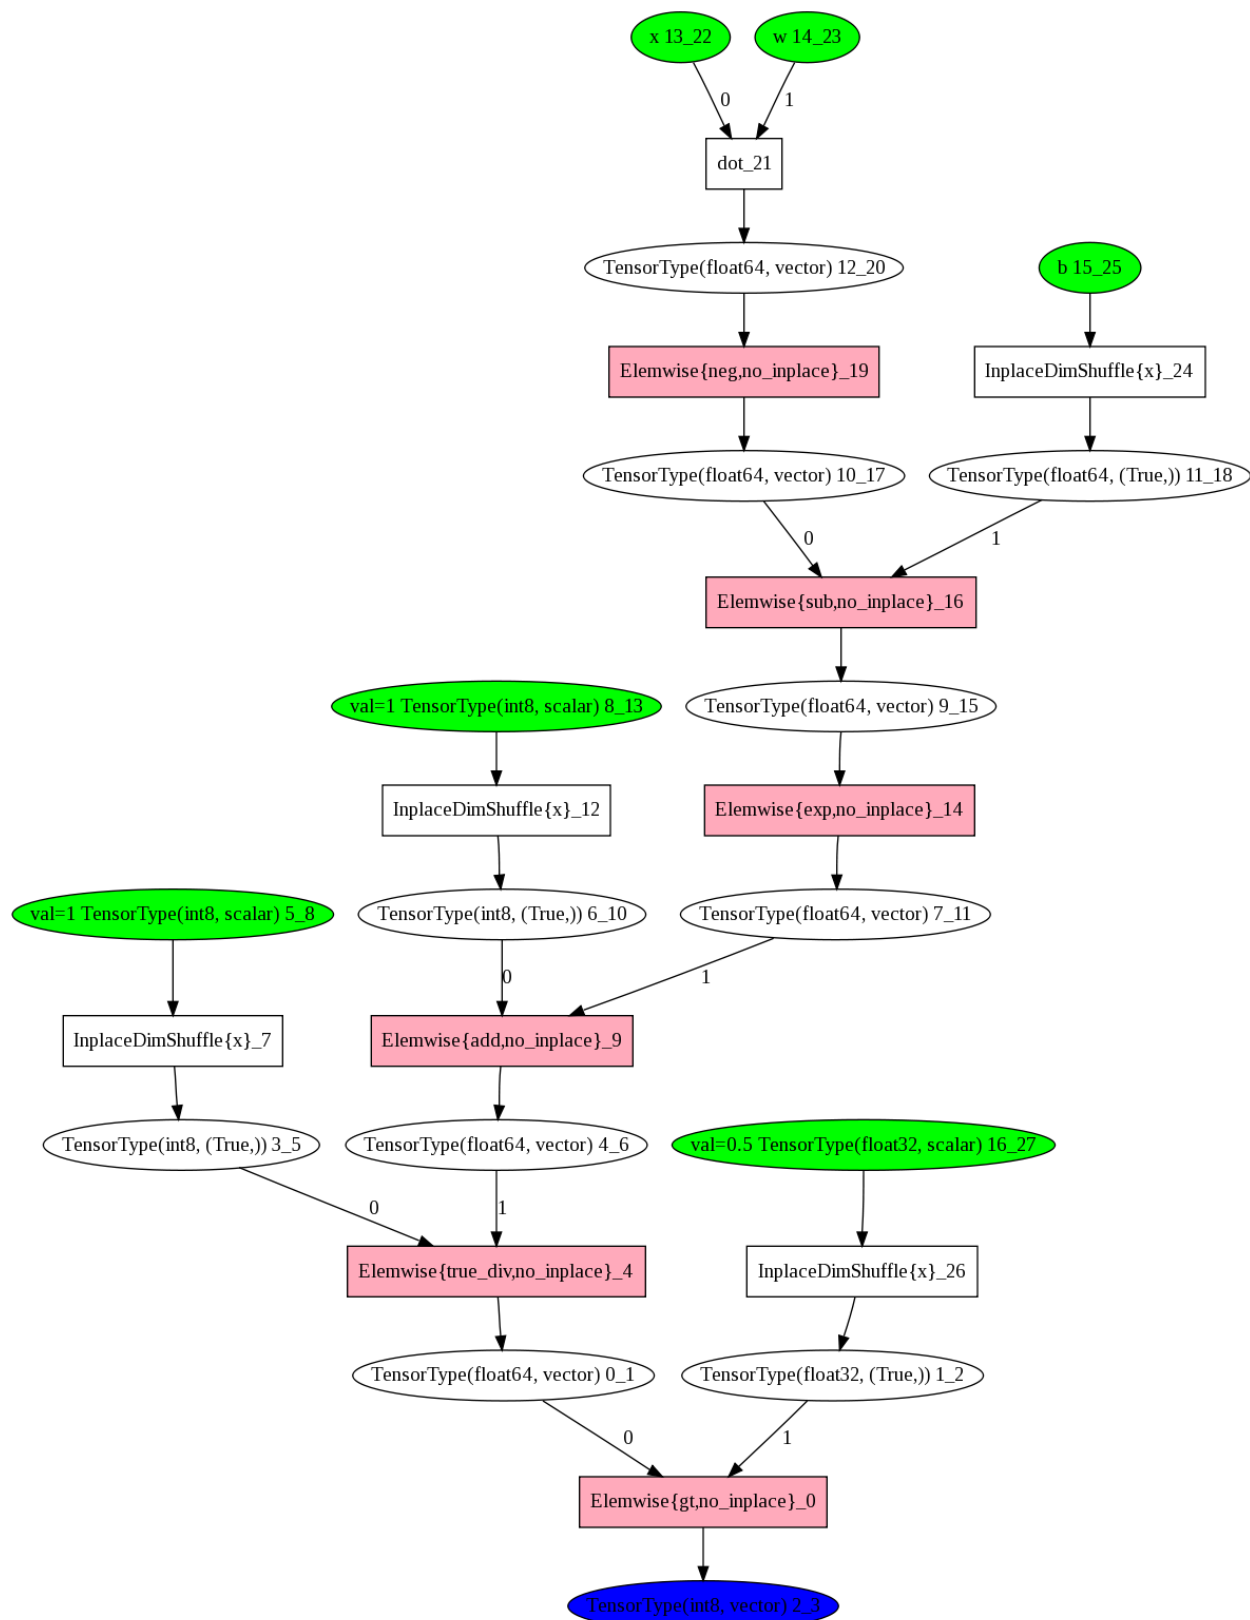 x 13_22
w 14_23
0
1
dot_21
TensorType(float64, vector) 12_20
b 15_25
Elemwise{neg,no_inplace}_19
InplaceDimShuffle{x}_24
TensorType(float64, vector) 10_17
TensorType(float64, (True,)) 11_18
0
1
Elemwise{sub,no_inplace}_16
val=1 TensorType(int8, scalar) 8_13
TensorType(float64, vector) 9_15
InplaceDimShuffle{x}_12
Elemwise{exp,no_inplace}_14
val=1 TensorType(int8, scalar) 5_8
TensorType(int8, (True,)) 6_10
TensorType(float64, vector) 7_11
0
1
InplaceDimShuffle{x}_7
Elemwise{add,no_inplace}_9
TensorType(int8, (True,)) 3_5
TensorType(float64, vector) 4_6
val=0.5 TensorType(float32, scalar) 16_27
0
1
Elemwise{true_div,no_inplace}_4
InplaceDimShuffle{x}_26
TensorType(float64, vector) 0_1
TensorType(float32, (True,)) 1_2
0
1
Elemwise{gt,no_inplace}_0
TensorType(int8, vector) 2_3